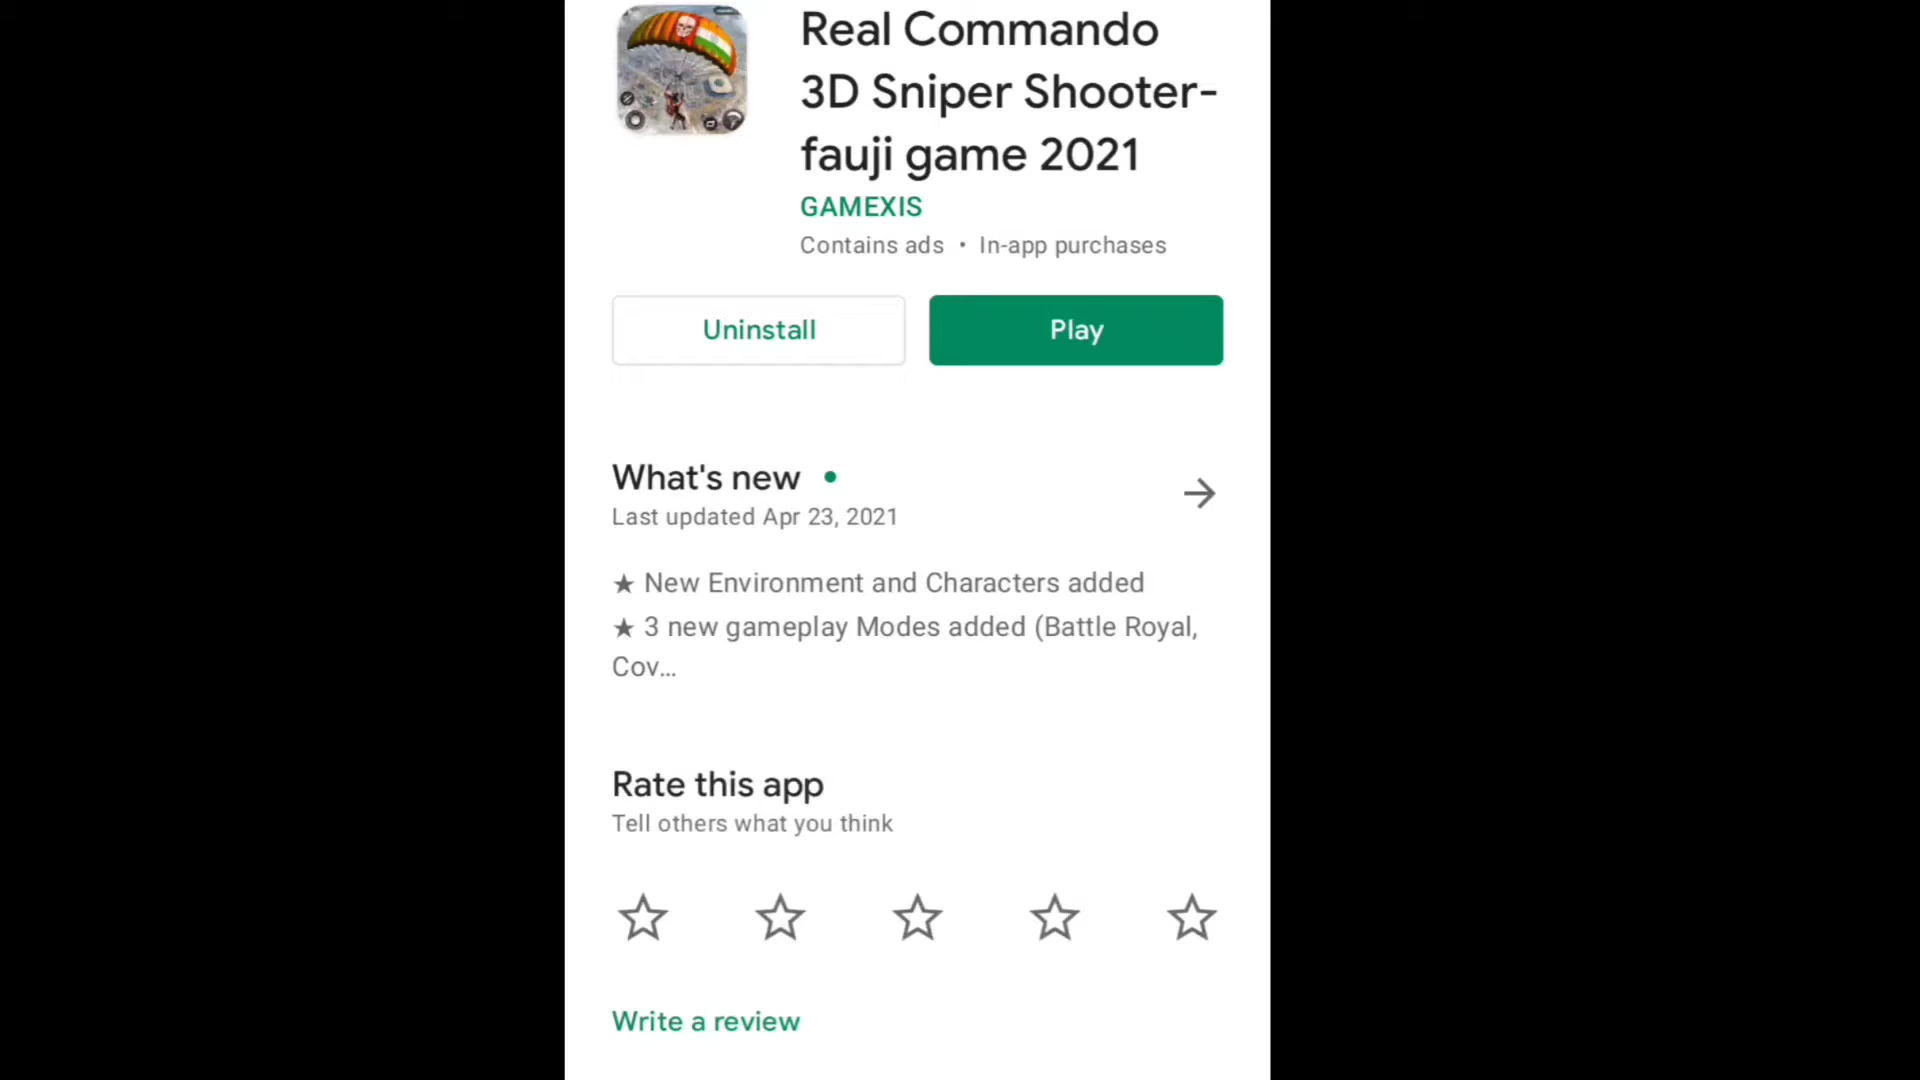 Real Commando
3D Sniper Shooter-
fauji game 2021
GAMEXIS
Contains ads • In-app purchases
Uninstall
Play
What's new •
Last updated Apr 23, 2021
★ New Environment and Characters added
★ 3 new gameplay Modes added (Battle Royal,
Cov...
Rate this app
Tell others what you think
Write a review